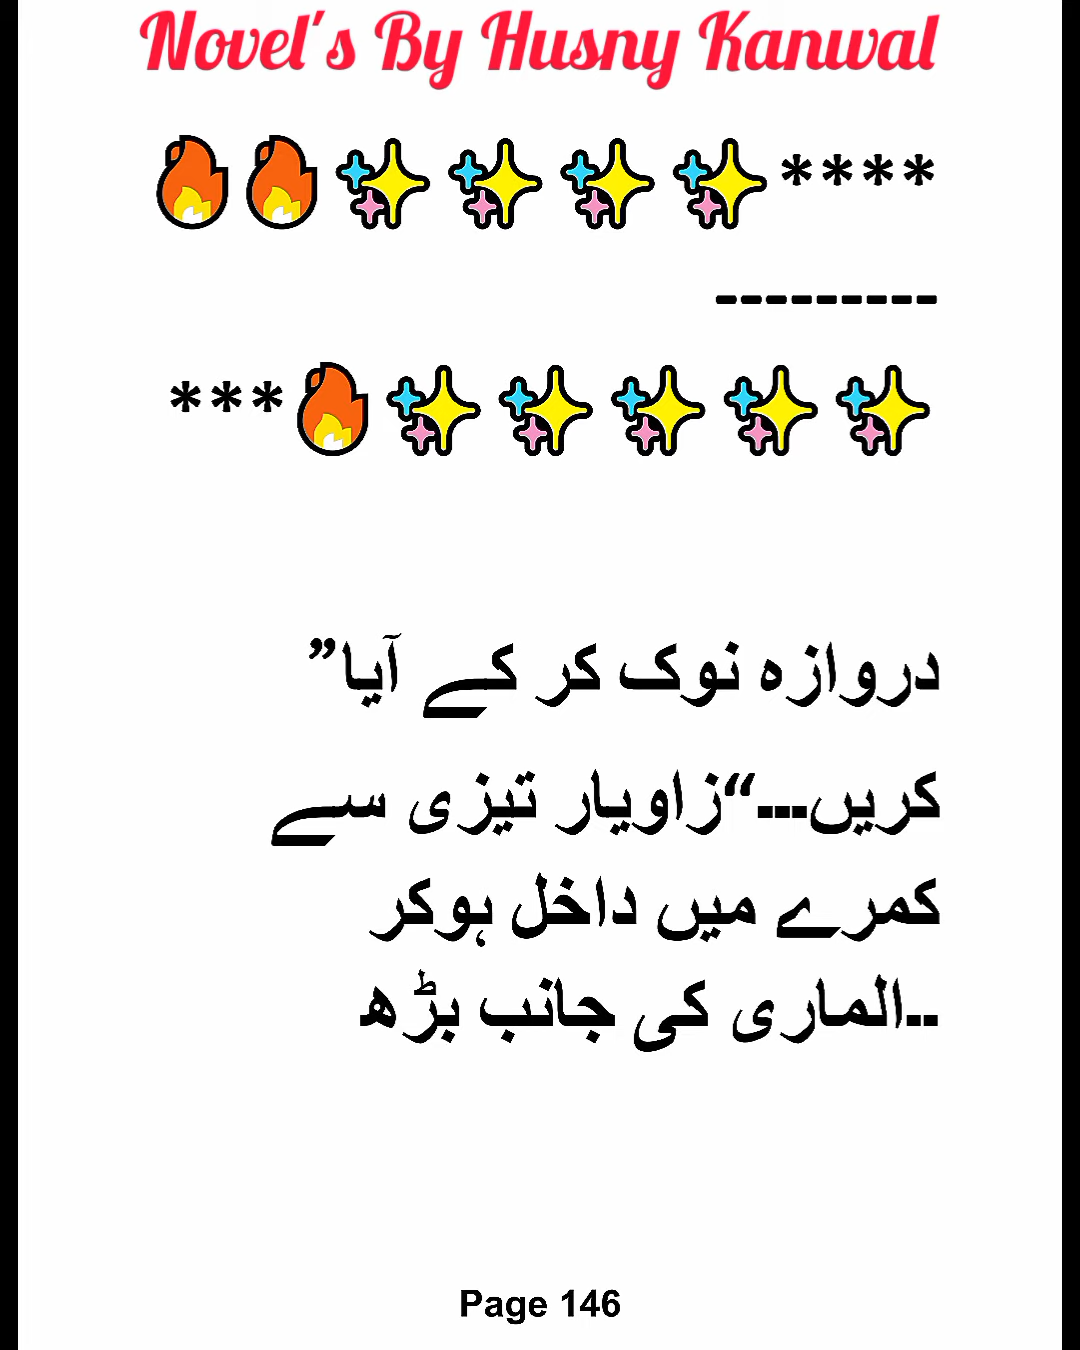 Novel's By Husny Kanwal
****✨✨✨✨🔥🔥
---------
✨✨✨✨✨🔥***
دروازہ نوک کر کے آیا”
کریں---“زاویار تیزی سے
کمرے میں داخل ہوکر
..الماری کی جانب بڑھ
Page 146